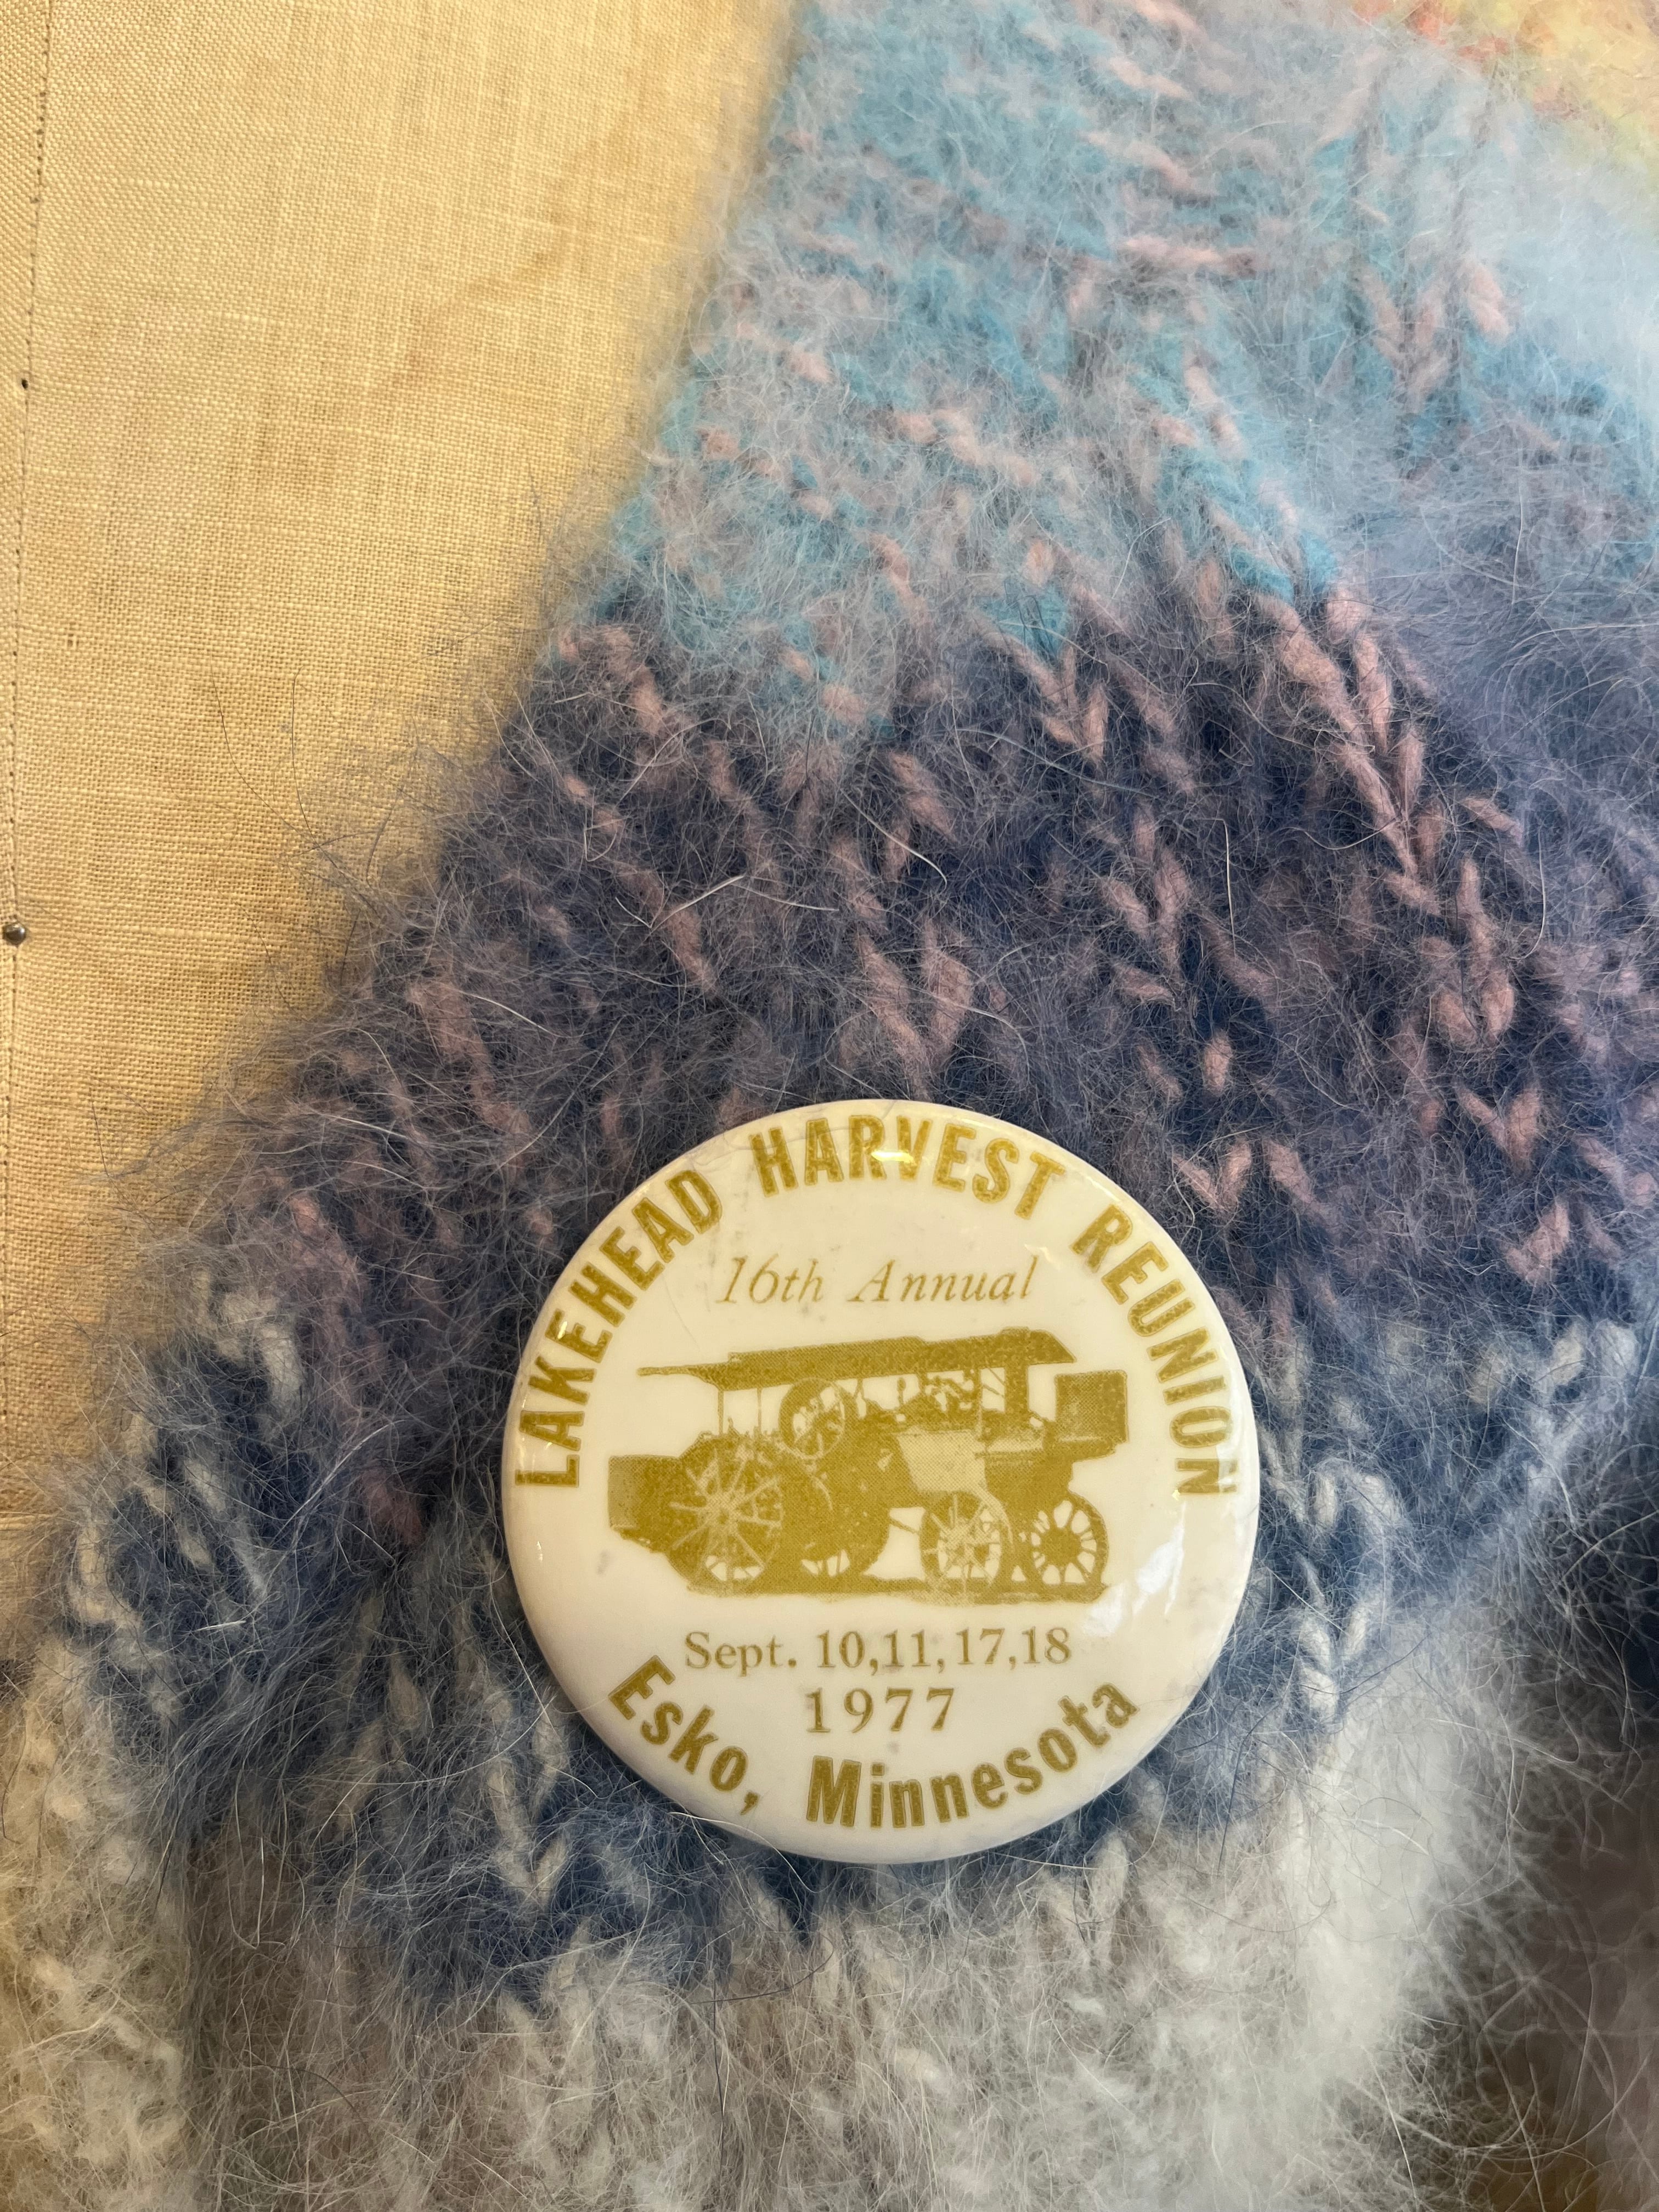 LAKEHEAD HARVEST REUNION
16th Annual
Sept. 10,11,17,18
1977
Esko, Minnesota